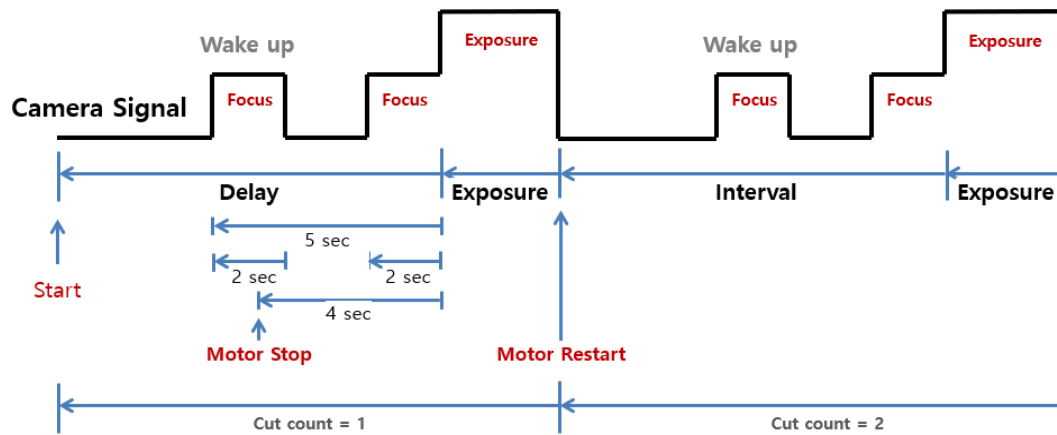 Wake up
Wake up
Exposure
Exposure
Focus
Focus
Focus
Focus
Camera Signal
Delay
Exposure
Interval
Exposure
5 sec
2 sec
2 sec
Start
4 sec
Motor Stop
Motor Restart
Cut count = 1
Cut count = 2